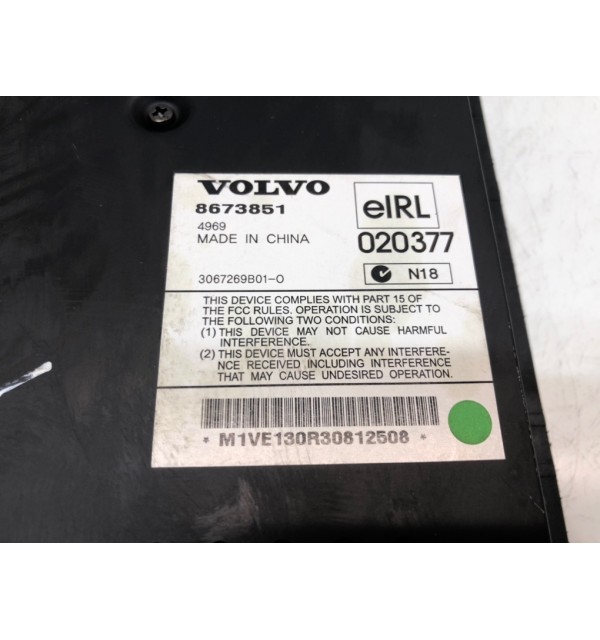 VOLVO
8673851
4969
MADE IN CHINA
3067269B01-0
eIRL
020377
N18
THIS DEVICE COMPLIES WITH PART 15 OF
THE FCC RULES. OPERATION IS SUBJECT TO
THE FOLLOWING TWO CONDITIONS:
(1) THIS DEVICE MAY NOT CAUSE HARMFUL
INTERFERENCE.
(2) THIS DEVICE MUST ACCEPT ANY INTERFE-
RENCE RECEIVED INCLUDING INTERFERENCE
THAT MAY CAUSE UNDESIRED OPERATION.
* M1VE130R30812508 *